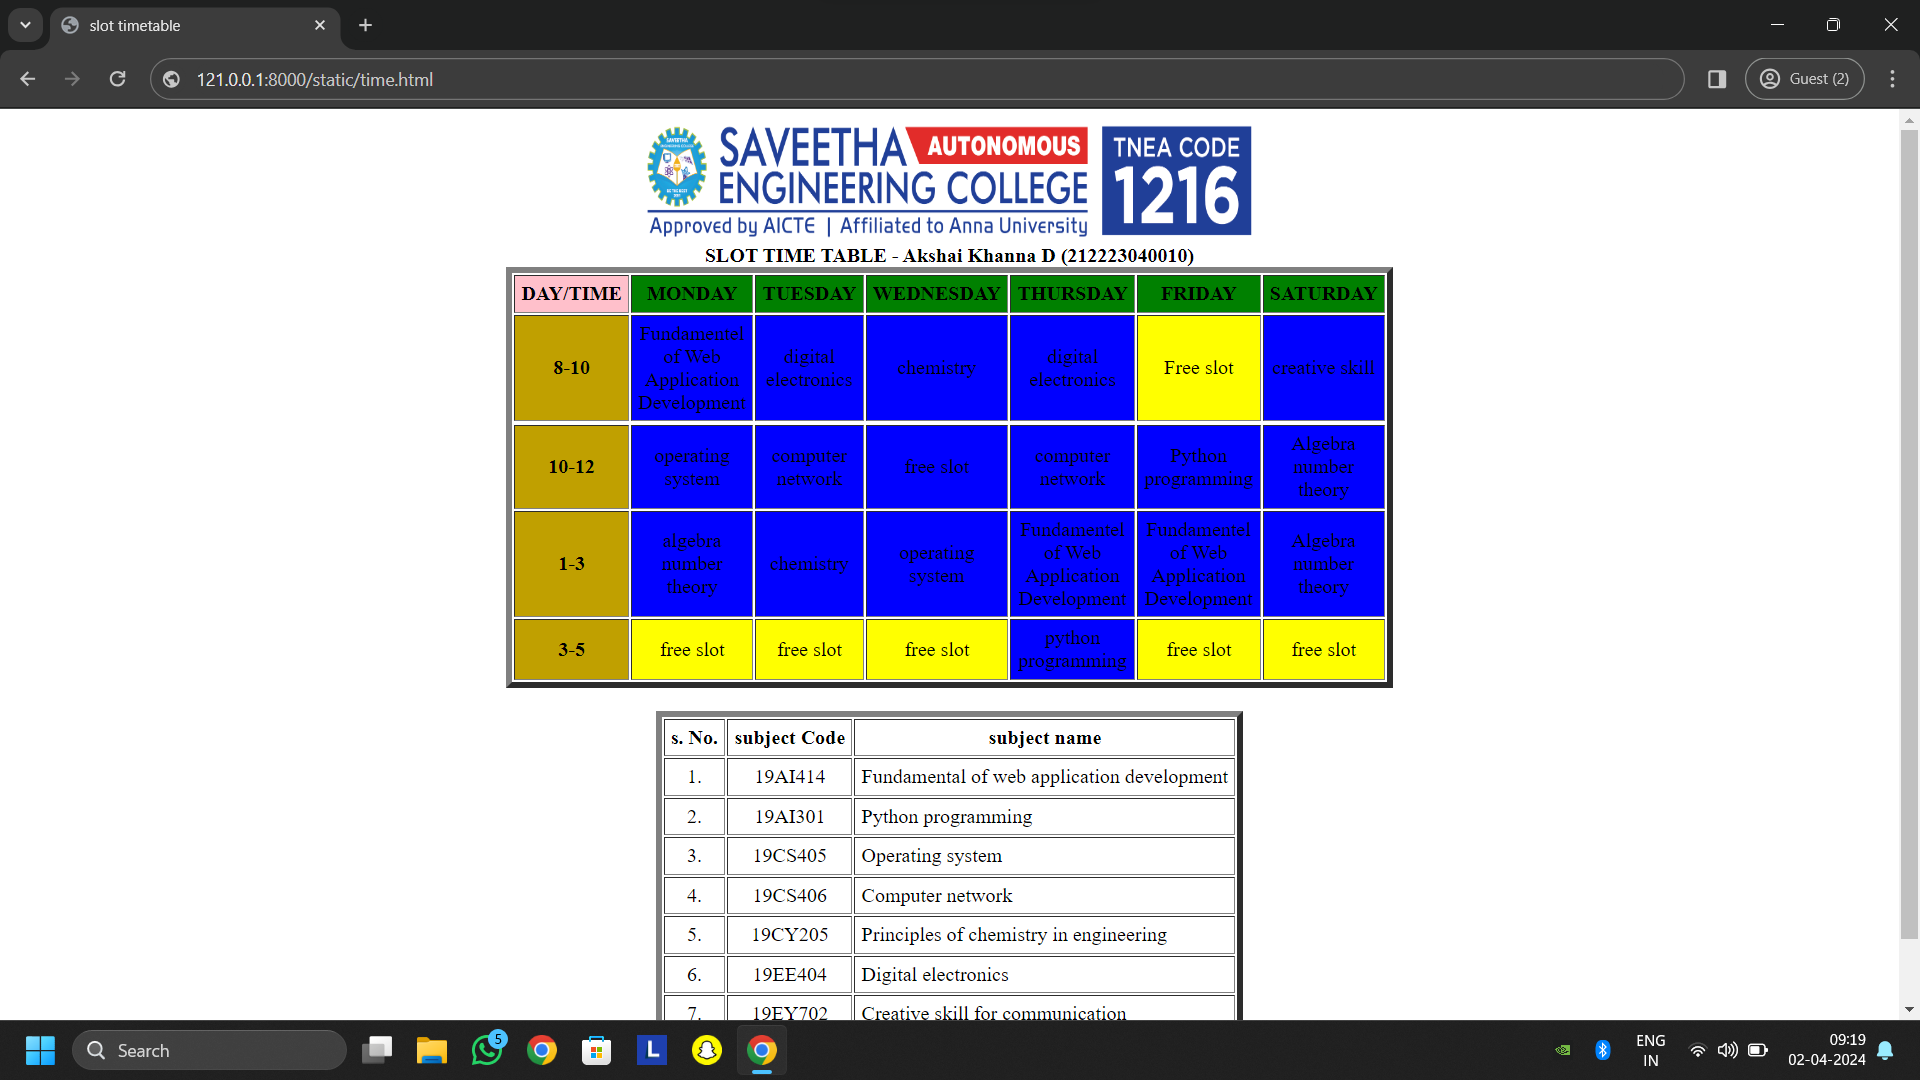 slot timetable
121.0.0.1:8000/static/time.html
Guest (2)
SAVEETHA AUTONOMOUS
ENGINEERING COLLEGE
Approved by AICTE | Affiliated to Anna University
TNEA CODE
1216
SLOT TIME TABLE - Akshai Khanna D (212223040010)
DAY/TIME MONDAY TUESDAY WEDNESDAY THURSDAY FRIDAY SATURDAY
8-10
Fundamentel
of Web
Application
Development
digital
electronics
chemistry
digital
electronics
Free slot
creative skill
10-12
operating
system
computer
network
free slot
computer
network
Python
programming
Algebra
number
theory
1-3
algebra
number
theory
chemistry
operating
system
Fundamentel
of Web
Application
Development
Fundamentel
of Web
Application
Development
Algebra
number
theory
3-5
free slot
free slot
free slot
python
programming
free slot
free slot
s. No. subject Code subject name
1. 19AI414 Fundamental of web application development
2. 19AI301 Python programming
3. 19CS405 Operating system
4. 19CS406 Computer network
5. 19CY205 Principles of chemistry in engineering
6. 19EE404 Digital electronics
7. 19EY702 Creative skill for communication
Search
5
L
ENG
IN
09:19
02-04-2024